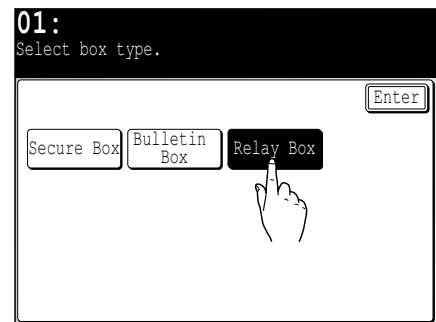 01:
Select box type.
Enter
Secure Box
Bulletin
Box
Relay Box